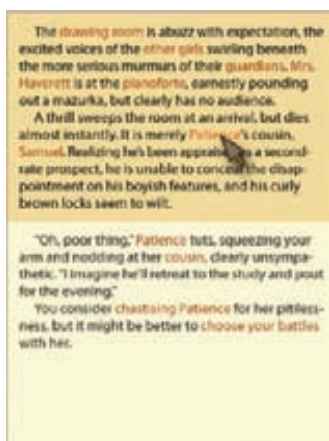 The drawing room is abuzz with expectation, the
excited voices of the other girls swirling beneath
the more serious murmurs of their guardians. Mrs.
Haverett is at the pianoforte, earnestly pounding
out a mazurka, but clearly has no audience.
A thrill sweeps the room at an arrival, but dies
almost instantly. It is merely Patience's cousin,
Samuel. Realizing he's been appraised as a second-
rate prospect, he is unable to conceal the disap-
pointment on his boyish features, and his curly
brown locks seem to wilt.
"Oh, poor thing," Patience tuts, squeezing your
arm and nodding at her cousin, clearly unsympa-
thetic. "I imagine he'll retreat to the study and pout
for the evening."
You consider chastising Patience for her pitiless-
ness, but it might be better to choose your battles
with her.